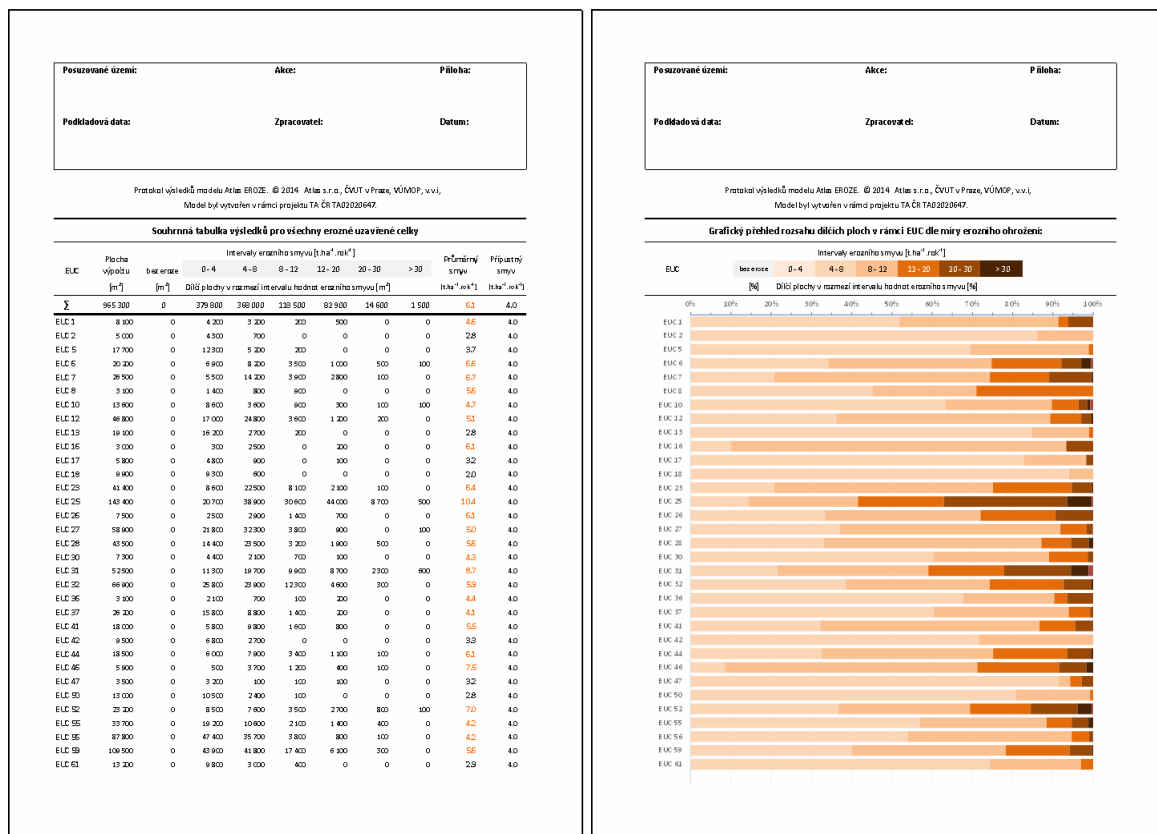 Posuzované území: Akce: Příloha:
Podkladová data: Zpracovatel: Datum:
Protokol výsledků modelu Atlas EROZE. © 2014 Atlas s.r.o., ČVUT v Praze, VÚMOP, v.v.i,
Model byl vytvořen v rámci projektu TA ČR TA02020647.
Souhrnná tabulka výsledků pro všechny erozné uzavřené celky
Intervaly erozního smyvu [t.ha⁻¹.rok⁻¹]
EUC Plocha výpočtu bez eroze 0 - 4 4 - 8 8 - 12 12 - 20 20 - 30 > 30 Průměrný smyv Přípustný smyv
[m²] [m²] Dílčí plochy v rozmezí intervalu hodnot erozního smyvu [m²] [t.ha⁻¹.rok⁻¹] [t.ha⁻¹.rok⁻¹]
Σ 965 300 0 379 800 368 000 118 500 82 900 14 600 1 500 6.1 4.0
EUC 1 8 100 0 4 200 3 200 200 500 0 0 4.6 4.0
EUC 2 5 000 0 4 300 700 0 0 0 0 2.8 4.0
EUC 5 17 700 0 12 300 5 200 200 0 0 0 3.7 4.0
EUC 6 20 200 0 6 900 8 200 3 500 1 000 500 100 6.6 4.0
EUC 7 26 500 0 5 500 14 200 3 900 2 800 100 0 6.7 4.0
EUC 8 3 100 0 1 400 800 900 0 0 0 5.6 4.0
EUC 10 13 600 0 8 600 3 600 900 300 100 100 4.7 4.0
EUC 12 46 800 0 17 000 24 800 3 600 1 200 200 0 5.1 4.0
EUC 13 19 100 0 16 200 2 700 200 0 0 0 2.8 4.0
EUC 16 3 000 0 300 2 500 0 200 0 0 6.1 4.0
EUC 17 5 800 0 4 800 900 0 100 0 0 3.2 4.0
EUC 18 9 900 0 9 300 600 0 0 0 0 2.0 4.0
EUC 23 41 400 0 8 600 22 500 8 100 2 100 100 0 6.4 4.0
EUC 25 143 400 0 20 700 38 900 30 600 44 000 8 700 500 10.4 4.0
EUC 26 7 500 0 2 500 2 900 1 400 700 0 0 6.1 4.0
EUC 27 58 900 0 21 800 32 300 3 800 900 0 100 5.0 4.0
EUC 28 43 500 0 14 400 23 500 3 200 1 900 500 0 5.6 4.0
EUC 30 7 300 0 4 400 2 100 700 100 0 0 4.3 4.0
EUC 31 52 500 0 11 300 19 700 9 900 8 700 2 300 600 8.7 4.0
EUC 32 66 900 0 25 800 23 900 12 300 4 600 300 0 5.9 4.0
EUC 36 3 100 0 2 100 700 100 200 0 0 4.4 4.0
EUC 37 26 200 0 15 800 8 800 1 400 200 0 0 4.1 4.0
EUC 41 18 000 0 5 800 9 800 1 600 800 0 0 5.5 4.0
EUC 42 9 500 0 6 800 2 700 0 0 0 0 3.3 4.0
EUC 44 18 500 0 6 000 7 900 3 400 1 100 100 0 6.1 4.0
EUC 46 5 900 0 500 3 700 1 200 400 100 0 7.5 4.0
EUC 47 3 500 0 3 200 100 100 100 0 0 3.2 4.0
EUC 50 13 000 0 10 500 2 400 100 0 0 0 2.8 4.0
EUC 52 23 200 0 8 500 7 600 3 500 2 700 800 100 7.0 4.0
EUC 55 33 700 0 19 200 10 600 2 100 1 400 400 0 4.2 4.0
EUC 56 87 800 0 47 400 35 700 3 800 800 100 0 4.2 4.0
EUC 59 109 500 0 43 900 41 800 17 400 6 100 300 0 5.6 4.0
EUC 61 13 200 0 9 800 3 000 400 0 0 0 2.9 4.0
Posuzované území: Akce: Příloha:
Podkladová data: Zpracovatel: Datum:
Protokol výsledků modelu Atlas EROZE. © 2014 Atlas s.r.o., ČVUT v Praze, VÚMOP, v.v.i,
Model byl vytvořen v rámci projektu TA ČR TA02020647.
Grafický přehled rozsahu dílčích ploch v rámci EUC dle míry erozního ohrožení:
Intervaly erozního smyvu [t.ha⁻¹.rok⁻¹]
EUC bez eroze 0 - 4 4 - 8 8 - 12 12 - 20 20 - 30 > 30
[%] Dílčí plochy v rozmezí intervalu hodnot erozního smyvu [%]
0% 10% 20% 30% 40% 50% 60% 70% 80% 90% 100%
EUC 1
EUC 2
EUC 5
EUC 6
EUC 7
EUC 8
EUC 10
EUC 12
EUC 13
EUC 16
EUC 17
EUC 18
EUC 23
EUC 25
EUC 26
EUC 27
EUC 28
EUC 30
EUC 31
EUC 32
EUC 36
EUC 37
EUC 41
EUC 42
EUC 44
EUC 46
EUC 47
EUC 50
EUC 52
EUC 55
EUC 56
EUC 59
EUC 61